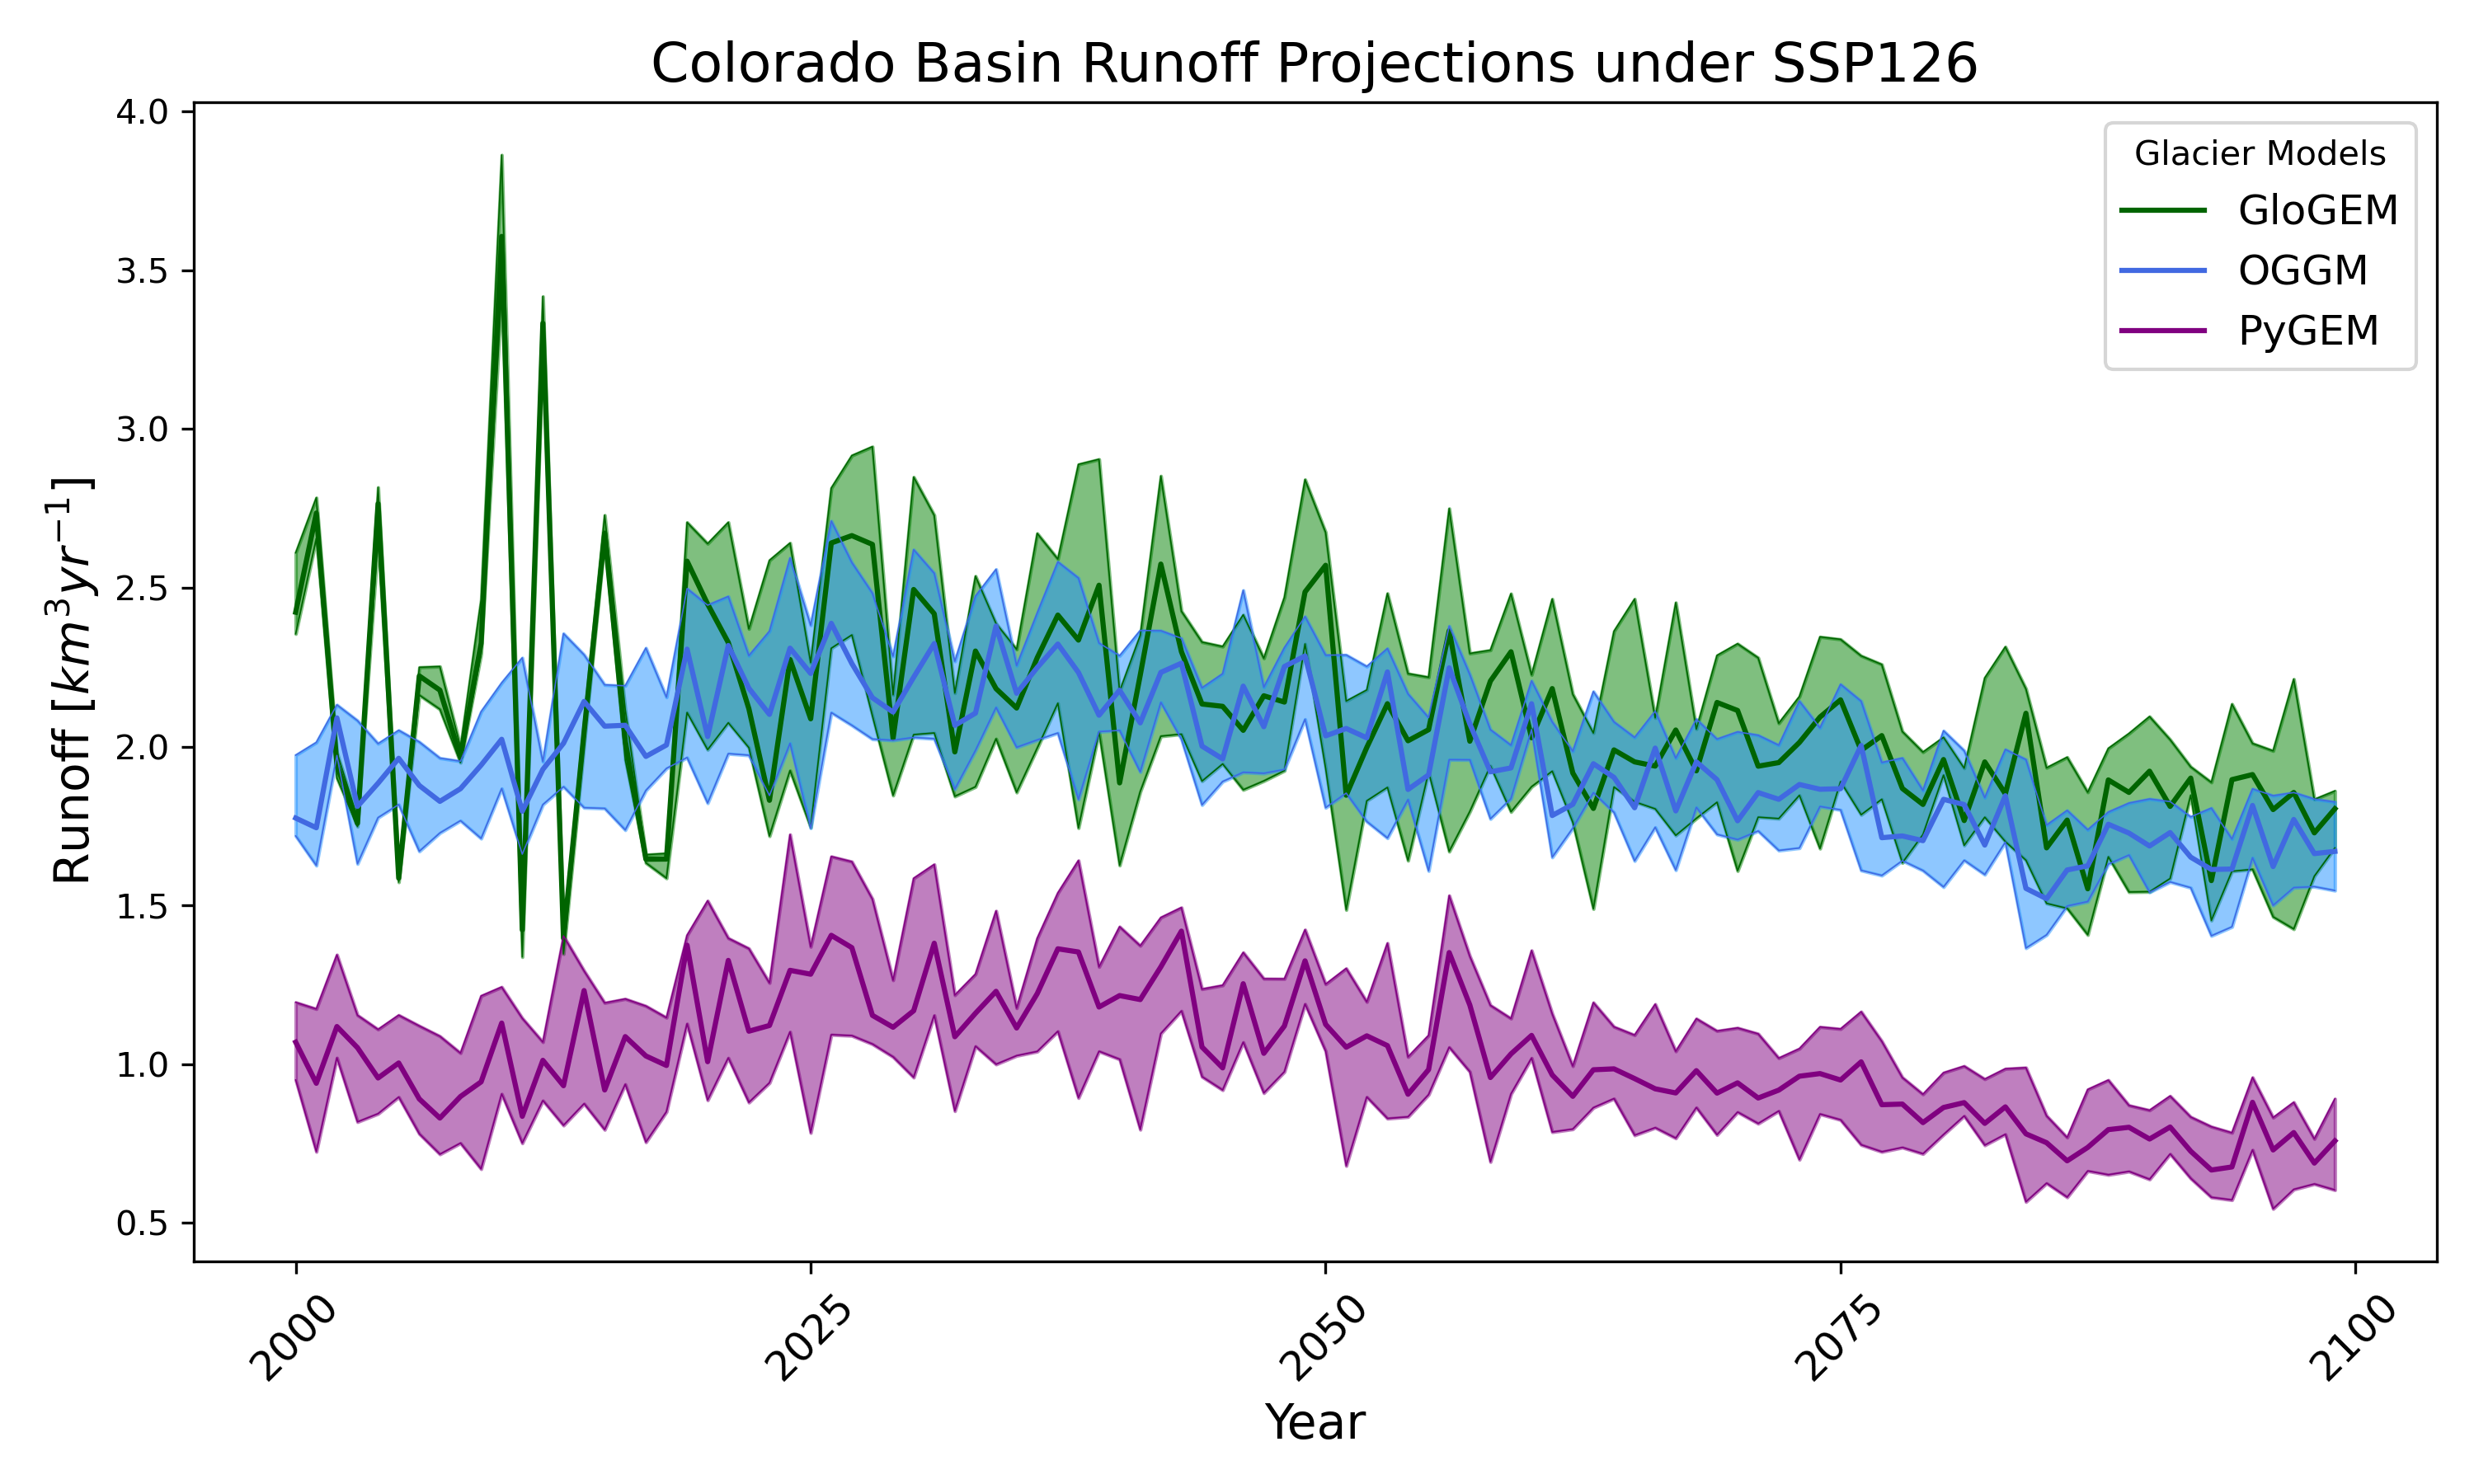 Colorado Basin Runoff Projections under SSP126
4.0
3.5
3.0
2.5
2.0
1.5
1.0
0.5
Runoff [km³yr⁻¹]
Glacier Models
GloGEM
OGGM
PyGEM
2000
2025
2050
2075
2100
Year